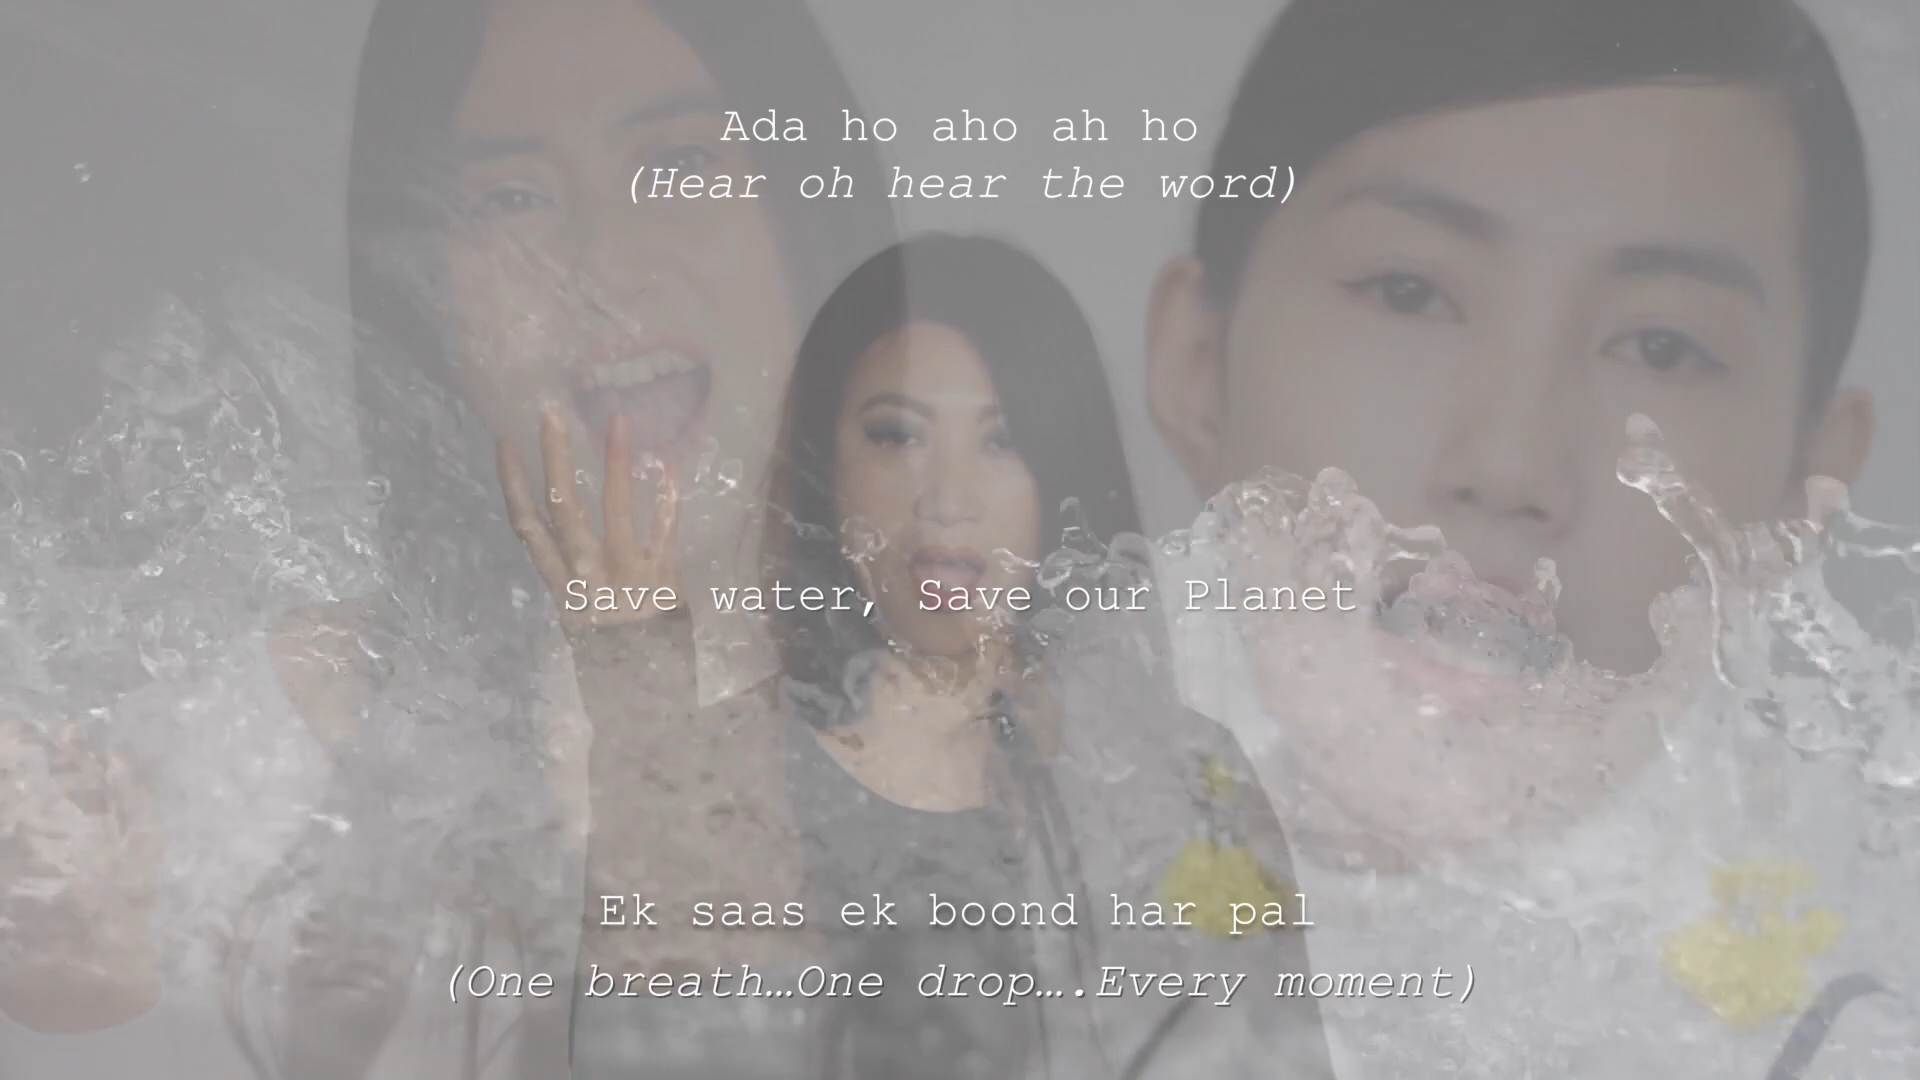 Ada ho aho ah ho
(Hear oh hear the word)
Save water, Save our Planet
Ek saas ek boond har pal
(One breath…One drop….Every moment)